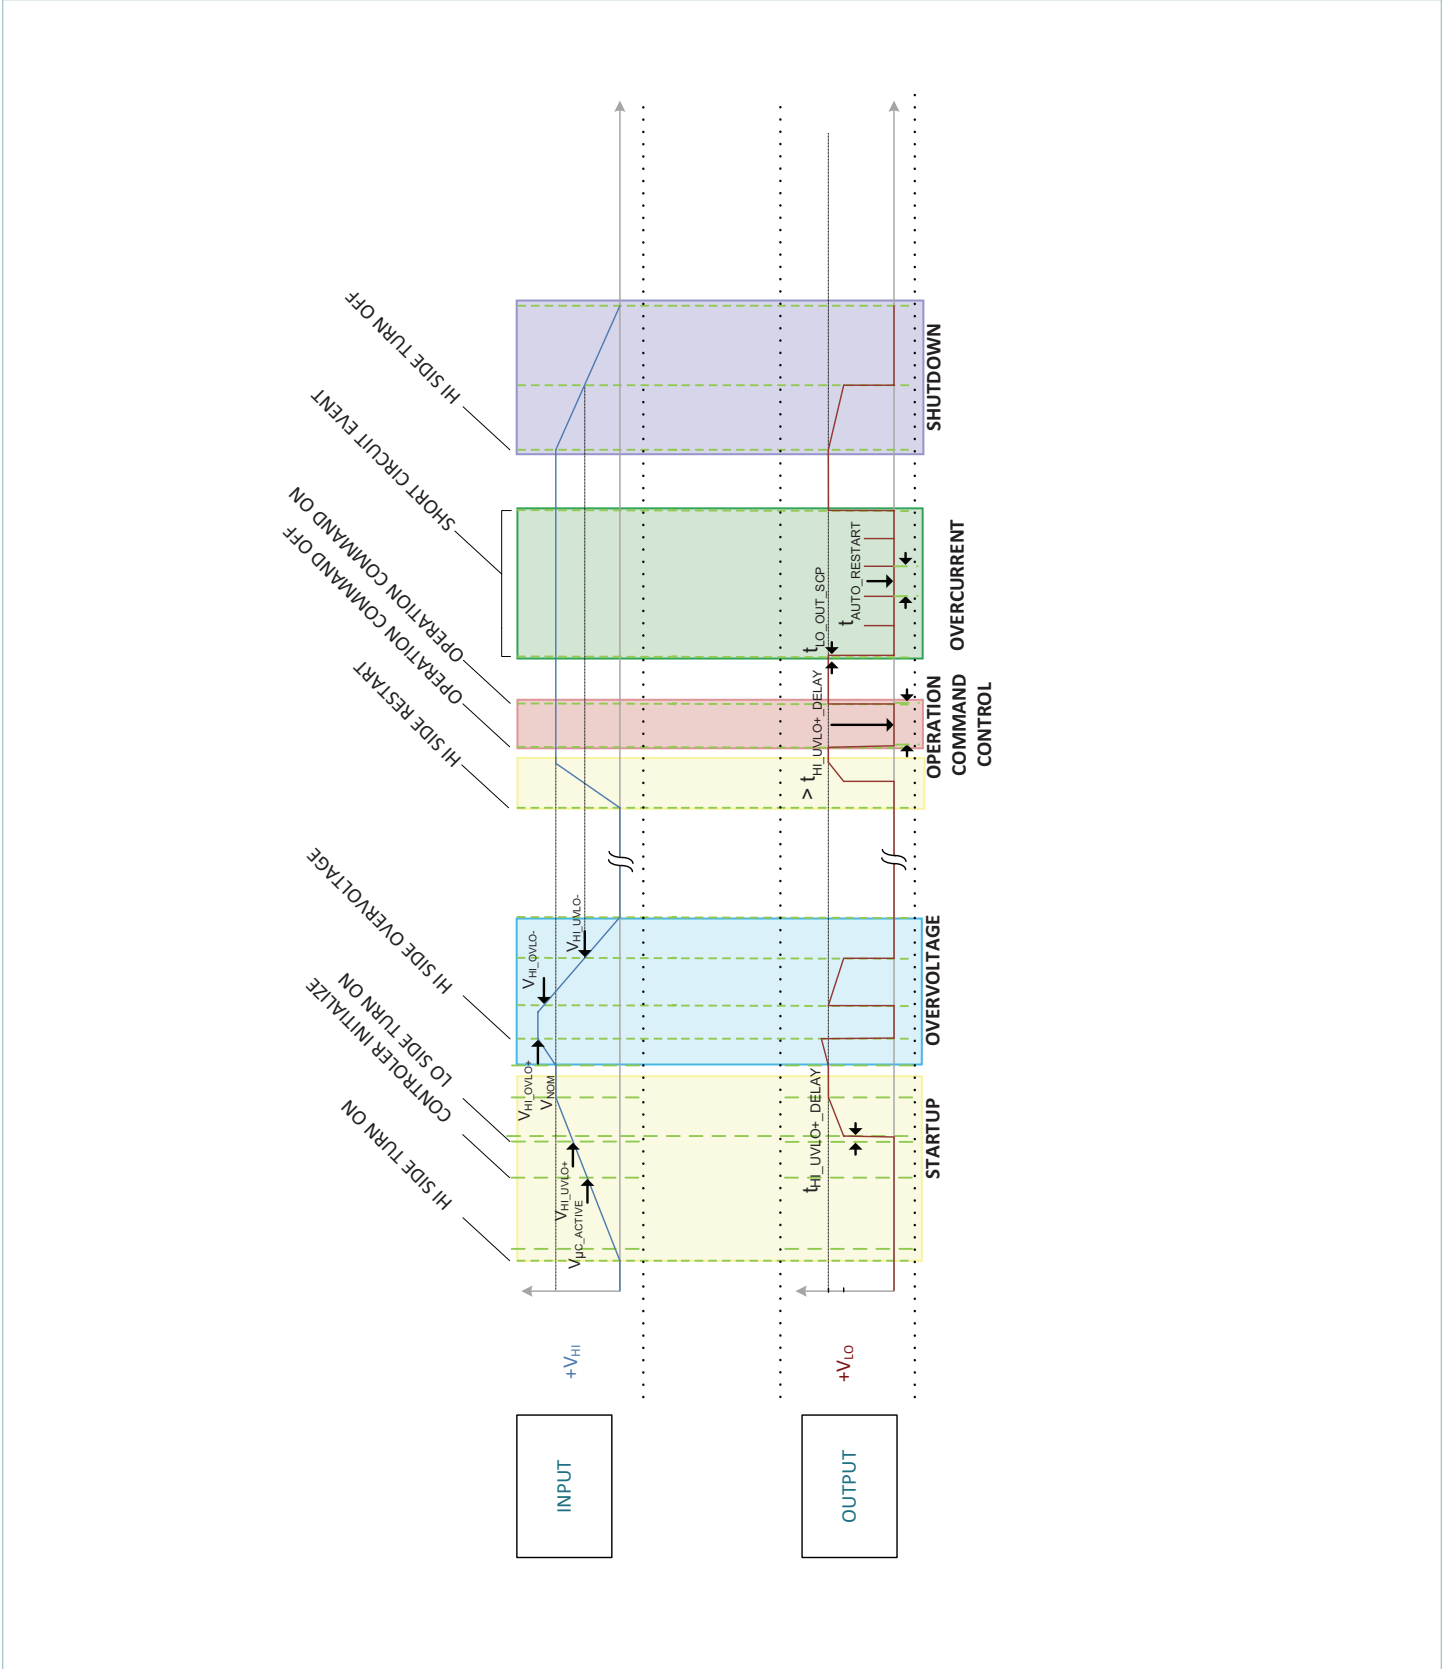 HI SIDE TURN ON
CONTROLER INITIALIZE
LO SIDE TURN ON
HI SIDE OVERVOLTAGE
HI SIDE RESTART
OPERATION COMMAND OFF
OPERATION COMMAND ON
SHORT CIRCUIT EVENT
HI SIDE TURN OFF
INPUT
+VHI
VµC_ACTIVE
VHI_UVLO+
VNOM
VHI_OVLO+
VHI_OVLO-
VHI_UVLO-
OUTPUT
+VLO
tHI_UVLO+_DELAY
> tHI_UVLO+_DELAY
tLO_OUT_SCP
tAUTO_RESTART
STARTUP
OVERVOLTAGE
OPERATION
COMMAND
CONTROL
OVERCURRENT
SHUTDOWN